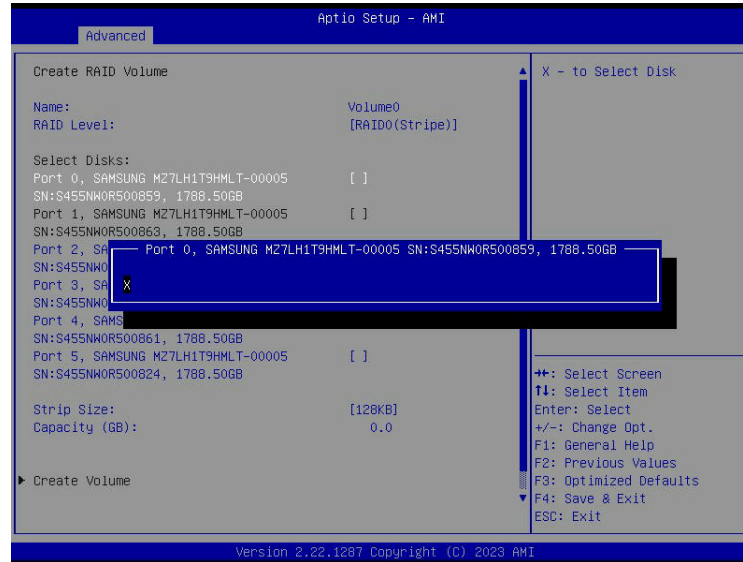 Aptio Setup – AMI
Advanced
Create RAID Volume
X – to Select Disk
Name: Volume0
RAID Level: [RAID0(Stripe)]
Select Disks:
Port 0, SAMSUNG MZ7LH1T9HMLT-00005 [ ]
SN:S455NW0R500859, 1788.50GB
Port 1, SAMSUNG MZ7LH1T9HMLT-00005 [ ]
SN:S455NW0R500863, 1788.50GB
Port 2, SA
Port 0, SAMSUNG MZ7LH1T9HMLT-00005 SN:S455NW0R500859, 1788.50GB
SN:S455NW0
Port 3, SA
X
SN:S455NW0
Port 4, SAMS
SN:S455NW0R500861, 1788.50GB
Port 5, SAMSUNG MZ7LH1T9HMLT-00005 [ ]
SN:S455NW0R500824, 1788.50GB
Strip Size: [128KB]
Capacity (GB): 0.0
Create Volume
→←: Select Screen
↑↓: Select Item
Enter: Select
+/-: Change Opt.
F1: General Help
F2: Previous Values
F3: Optimized Defaults
F4: Save & Exit
ESC: Exit
Version 2.22.1287 Copyright (C) 2023 AMI